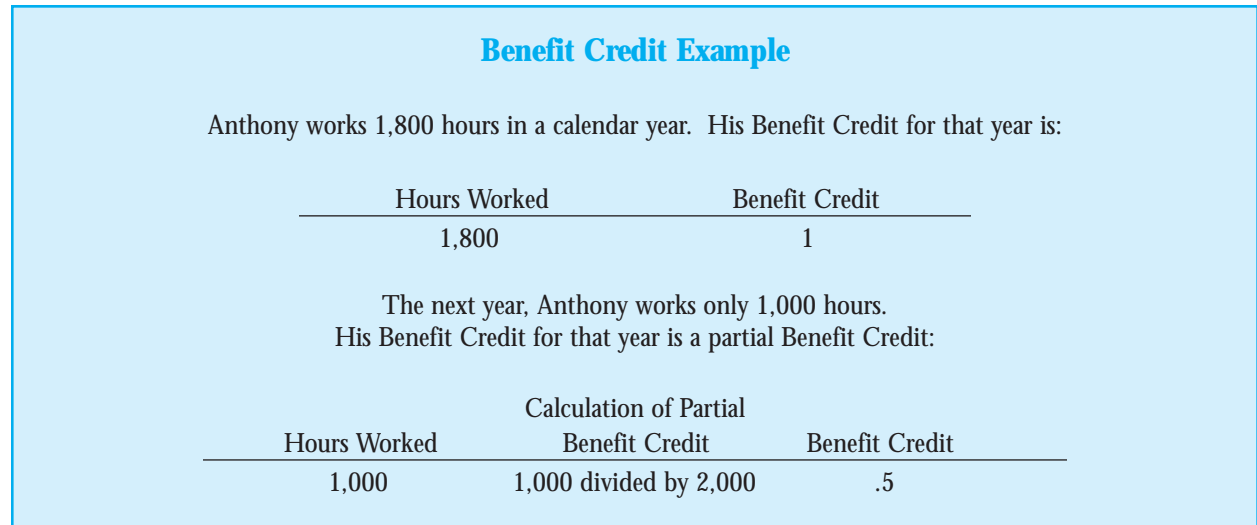 Benefit Credit Example
Anthony works 1,800 hours in a calendar year. His Benefit Credit for that year is:
Hours Worked Benefit Credit
1,800 1
The next year, Anthony works only 1,000 hours.
His Benefit Credit for that year is a partial Benefit Credit:
Calculation of Partial
Hours Worked Benefit Credit Benefit Credit
1,000 1,000 divided by 2,000 .5